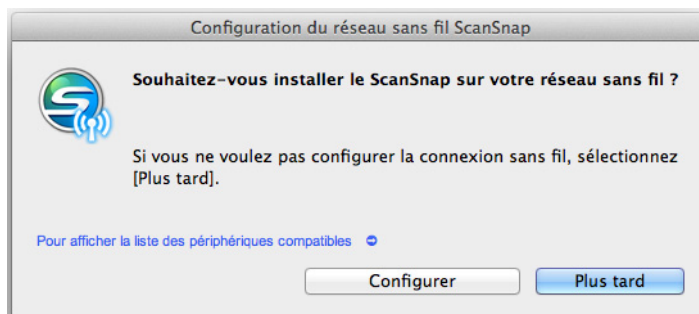 Configuration du réseau sans fil ScanSnap
Souhaitez-vous installer le ScanSnap sur votre réseau sans fil ?
Si vous ne voulez pas configurer la connexion sans fil, sélectionnez
[Plus tard].
Pour afficher la liste des périphériques compatibles
Configurer
Plus tard